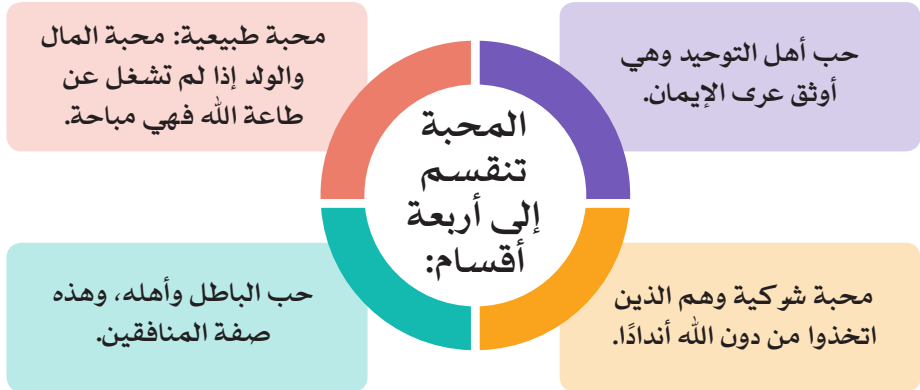 المحبة
تنقسم
إلى أربعة
أقسام:
حب أهل التوحيد وهي
أوثق عرى الإيمان.
محبة شركية وهم الذين
اتخذوا من دون الله أندادًا.
حب الباطل وأهله، وهذه
صفة المنافقين.
محبة طبيعية: محبة المال
والولد إذا لم تشغل عن
طاعة الله فهي مباحة.